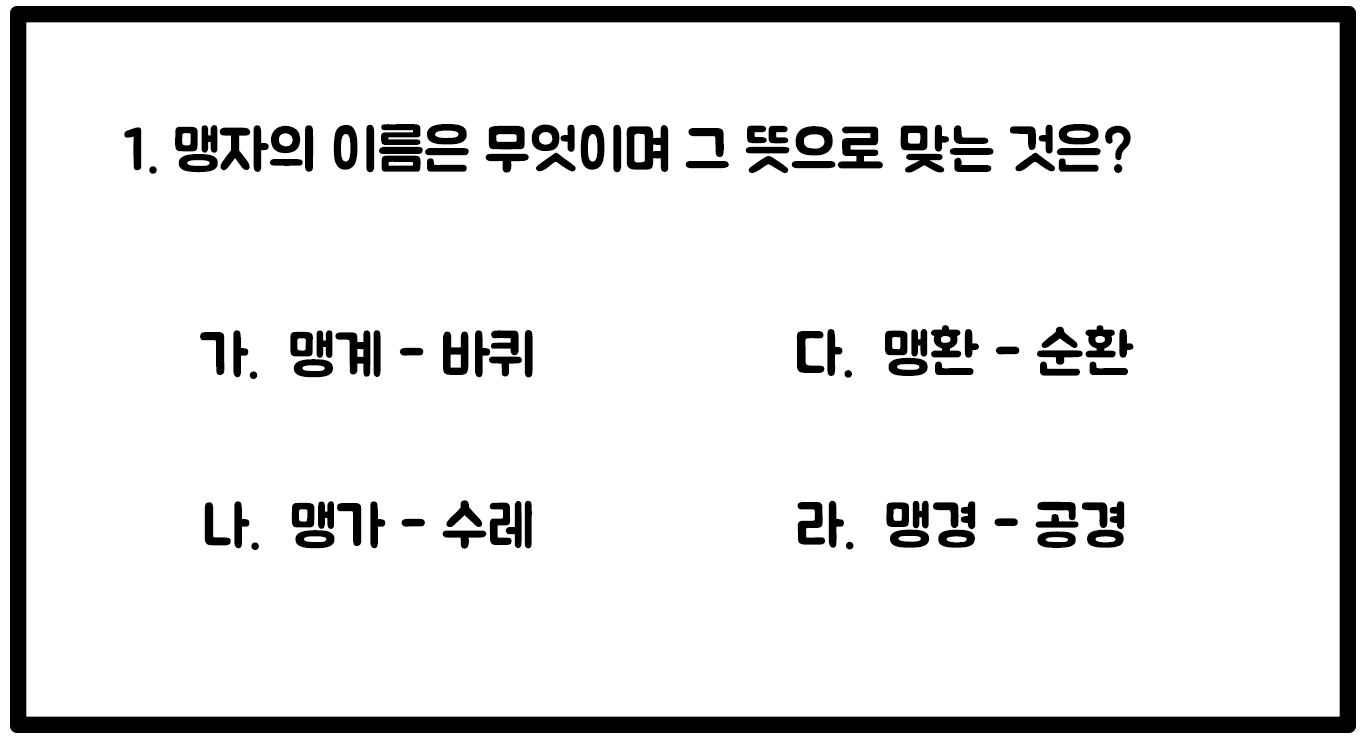 1. 맹자의 이름은 무엇이며 그 뜻으로 맞는 것은?
가. 맹계 - 바퀴
다. 맹환 - 순환
나. 맹가 - 수레
라. 맹경 - 공경